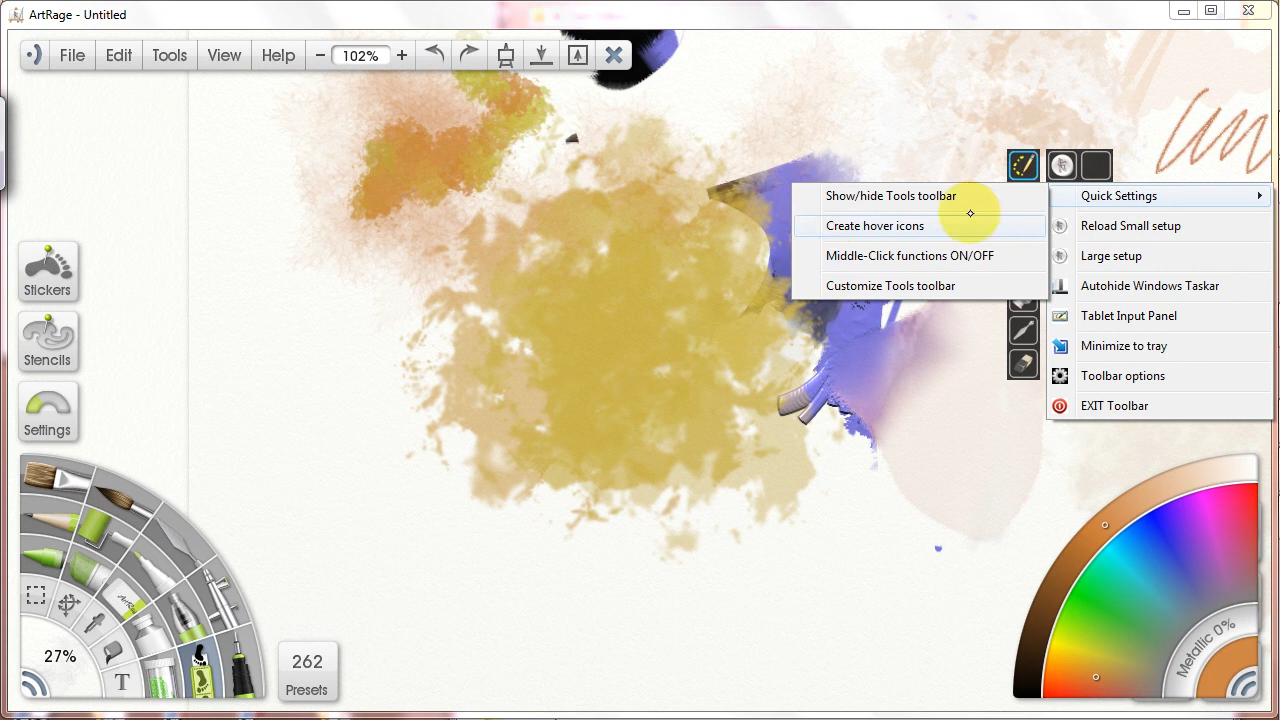 ArtRage - Untitled
File Edit Tools View Help − 102% +
Show/hide Tools toolbar
Create hover icons
Middle-Click functions ON/OFF
Customize Tools toolbar
Quick Settings
Reload Small setup
Large setup
Autohide Windows Taskar
Tablet Input Panel
Minimize to tray
Toolbar options
EXIT Toolbar
Stickers
Stencils
Settings
ArtRage
27%
T
262
Presets
Metallic 0%